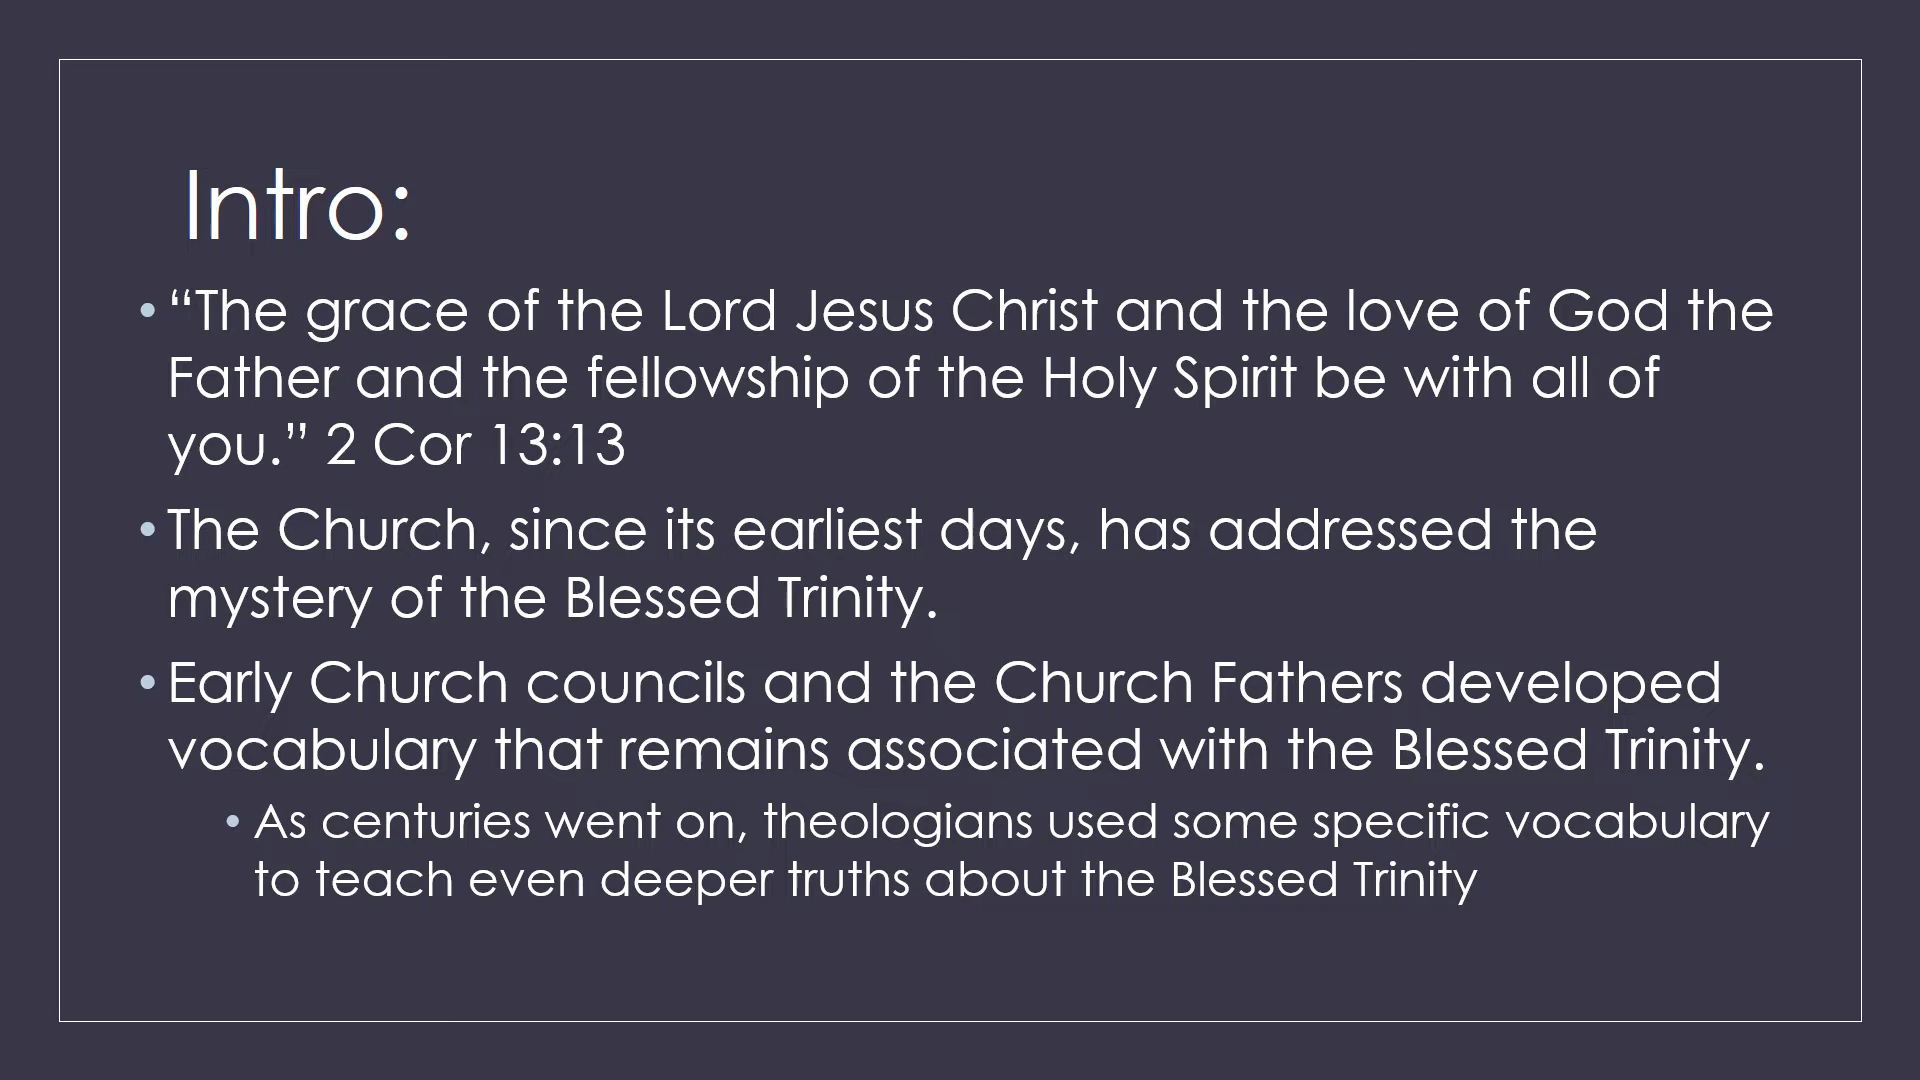 Intro:
• “The grace of the Lord Jesus Christ and the love of God the
Father and the fellowship of the Holy Spirit be with all of
you.” 2 Cor 13:13
• The Church, since its earliest days, has addressed the
mystery of the Blessed Trinity.
• Early Church councils and the Church Fathers developed
vocabulary that remains associated with the Blessed Trinity.
• As centuries went on, theologians used some specific vocabulary
to teach even deeper truths about the Blessed Trinity